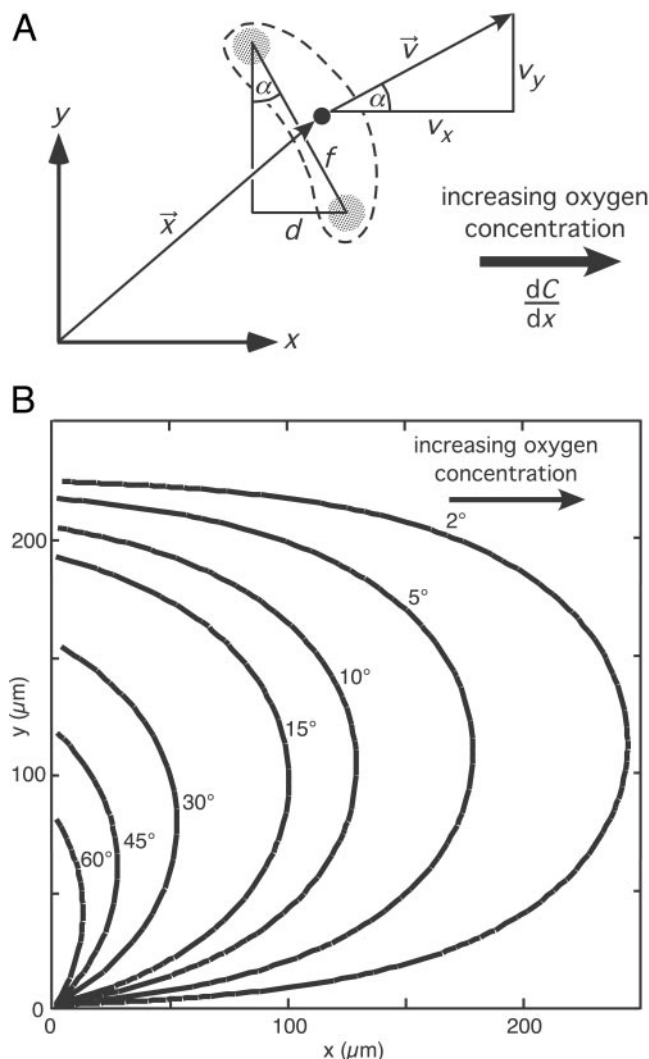 A
y
x⃗
x
α
f
d
v⃗
α
v_y
v_x
increasing oxygen
concentration
dC
dx
B
increasing oxygen
concentration
2°
5°
10°
15°
30°
45°
60°
200
100
0
y (μm)
0
100
200
x (μm)